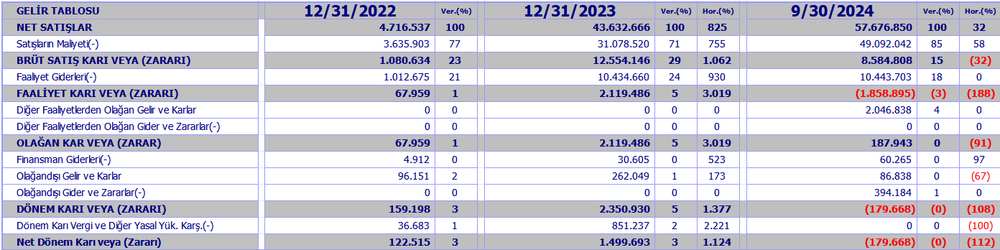 GELİR TABLOSU 12/31/2022 Ver.(%) 12/31/2023 Ver.(%) Hor.(%) 9/30/2024 Ver.(%) Hor.(%)
NET SATIŞLAR 4.716.537 100 43.632.666 100 825 57.676.850 100 32
Satışların Maliyeti(-) 3.635.903 77 31.078.520 71 755 49.092.042 85 58
BRÜT SATIŞ KARI VEYA (ZARARI) 1.080.634 23 12.554.146 29 1.062 8.584.808 15 (32)
Faaliyet Giderleri(-) 1.012.675 21 10.434.660 24 930 10.443.703 18 0
FAALİYET KARI VEYA (ZARARI) 67.959 1 2.119.486 5 3.019 (1.858.895) (3) (188)
Diğer Faaliyetlerden Olağan Gelir ve Karlar 0 0 0 0 0 2.046.838 4 0
Diğer Faaliyetlerden Olağan Gider ve Zararlar(-) 0 0 0 0 0 0 0 0
OLAĞAN KAR VEYA (ZARAR) 67.959 1 2.119.486 5 3.019 187.943 0 (91)
Finansman Giderleri(-) 4.912 0 30.605 0 523 60.265 0 97
Olağandışı Gelir ve Karlar 96.151 2 262.049 1 173 86.838 0 (67)
Olağandışı Gider ve Zararlar(-) 0 0 0 0 0 394.184 1 0
DÖNEM KARI VEYA (ZARARI) 159.198 3 2.350.930 5 1.377 (179.668) (0) (108)
Dönem Karı Vergi ve Diğer Yasal Yük. Karş.(-) 36.683 1 851.237 2 2.221 0 0 (100)
Net Dönem Karı veya (Zararı) 122.515 3 1.499.693 3 1.124 (179.668) (0) (112)